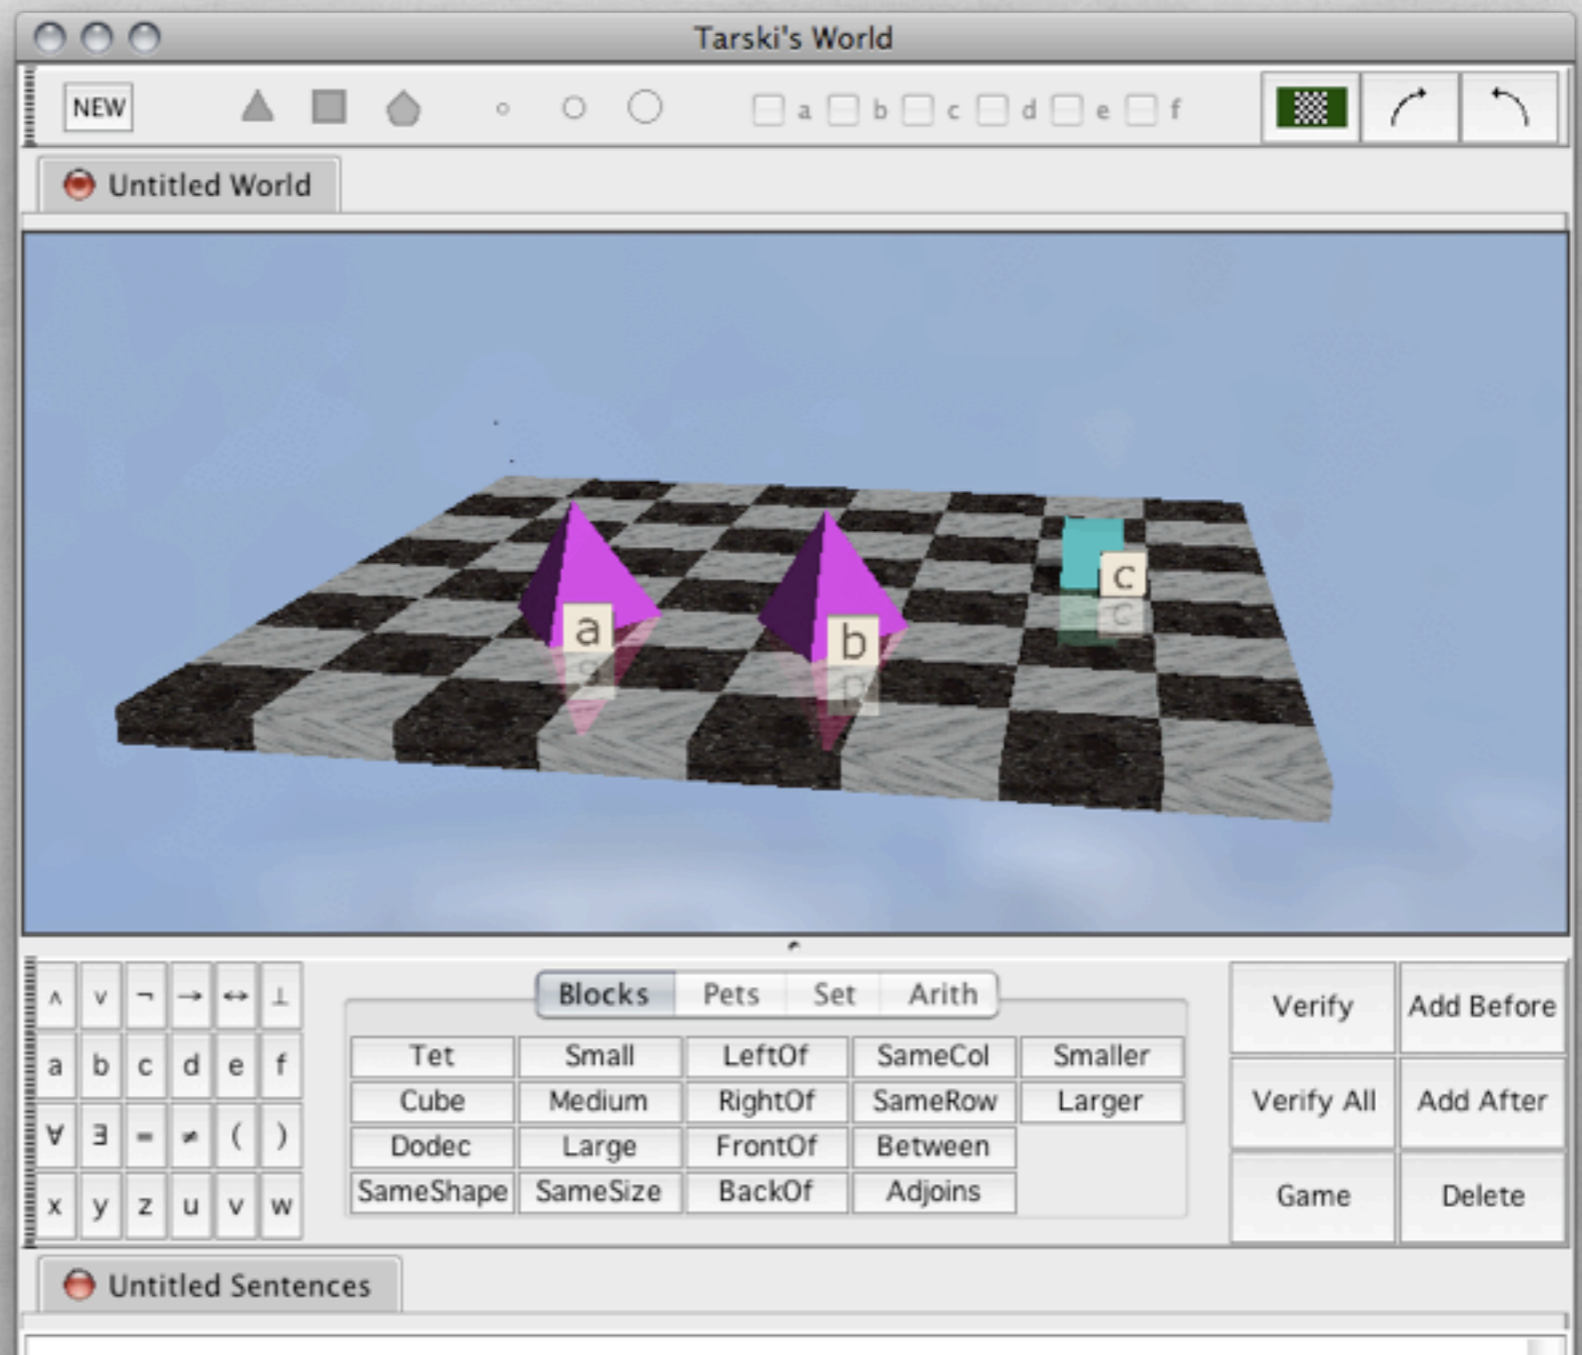 Tarski's World
NEW a b c d e f
Untitled World
a b c
∧ ∨ ¬ → ↔ ⊥
a b c d e f
∀ ∃ = ≠ ( )
x y z u v w
Blocks Pets Set Arith
Tet Small LeftOf SameCol Smaller
Cube Medium RightOf SameRow Larger
Dodec Large FrontOf Between
SameShape SameSize BackOf Adjoins
Verify Add Before
Verify All Add After
Game Delete
Untitled Sentences